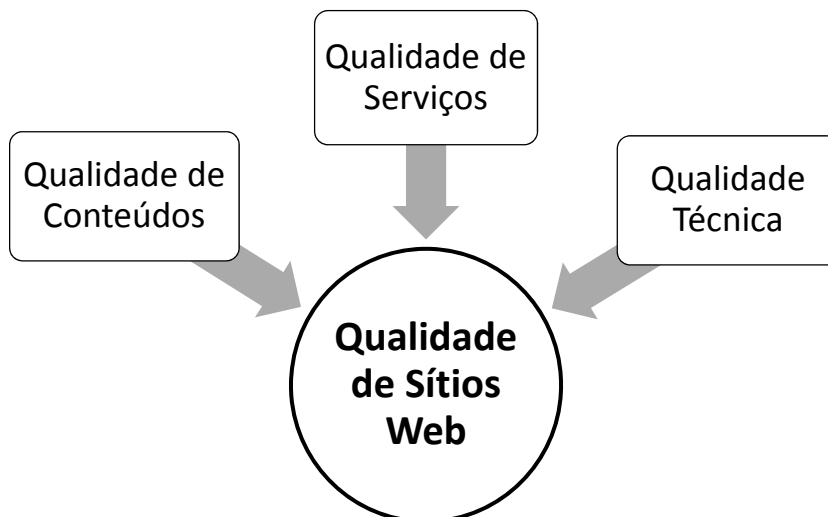 Qualidade de
Serviços
Qualidade de
Conteúdos
Qualidade
Técnica
Qualidade
de Sítios
Web